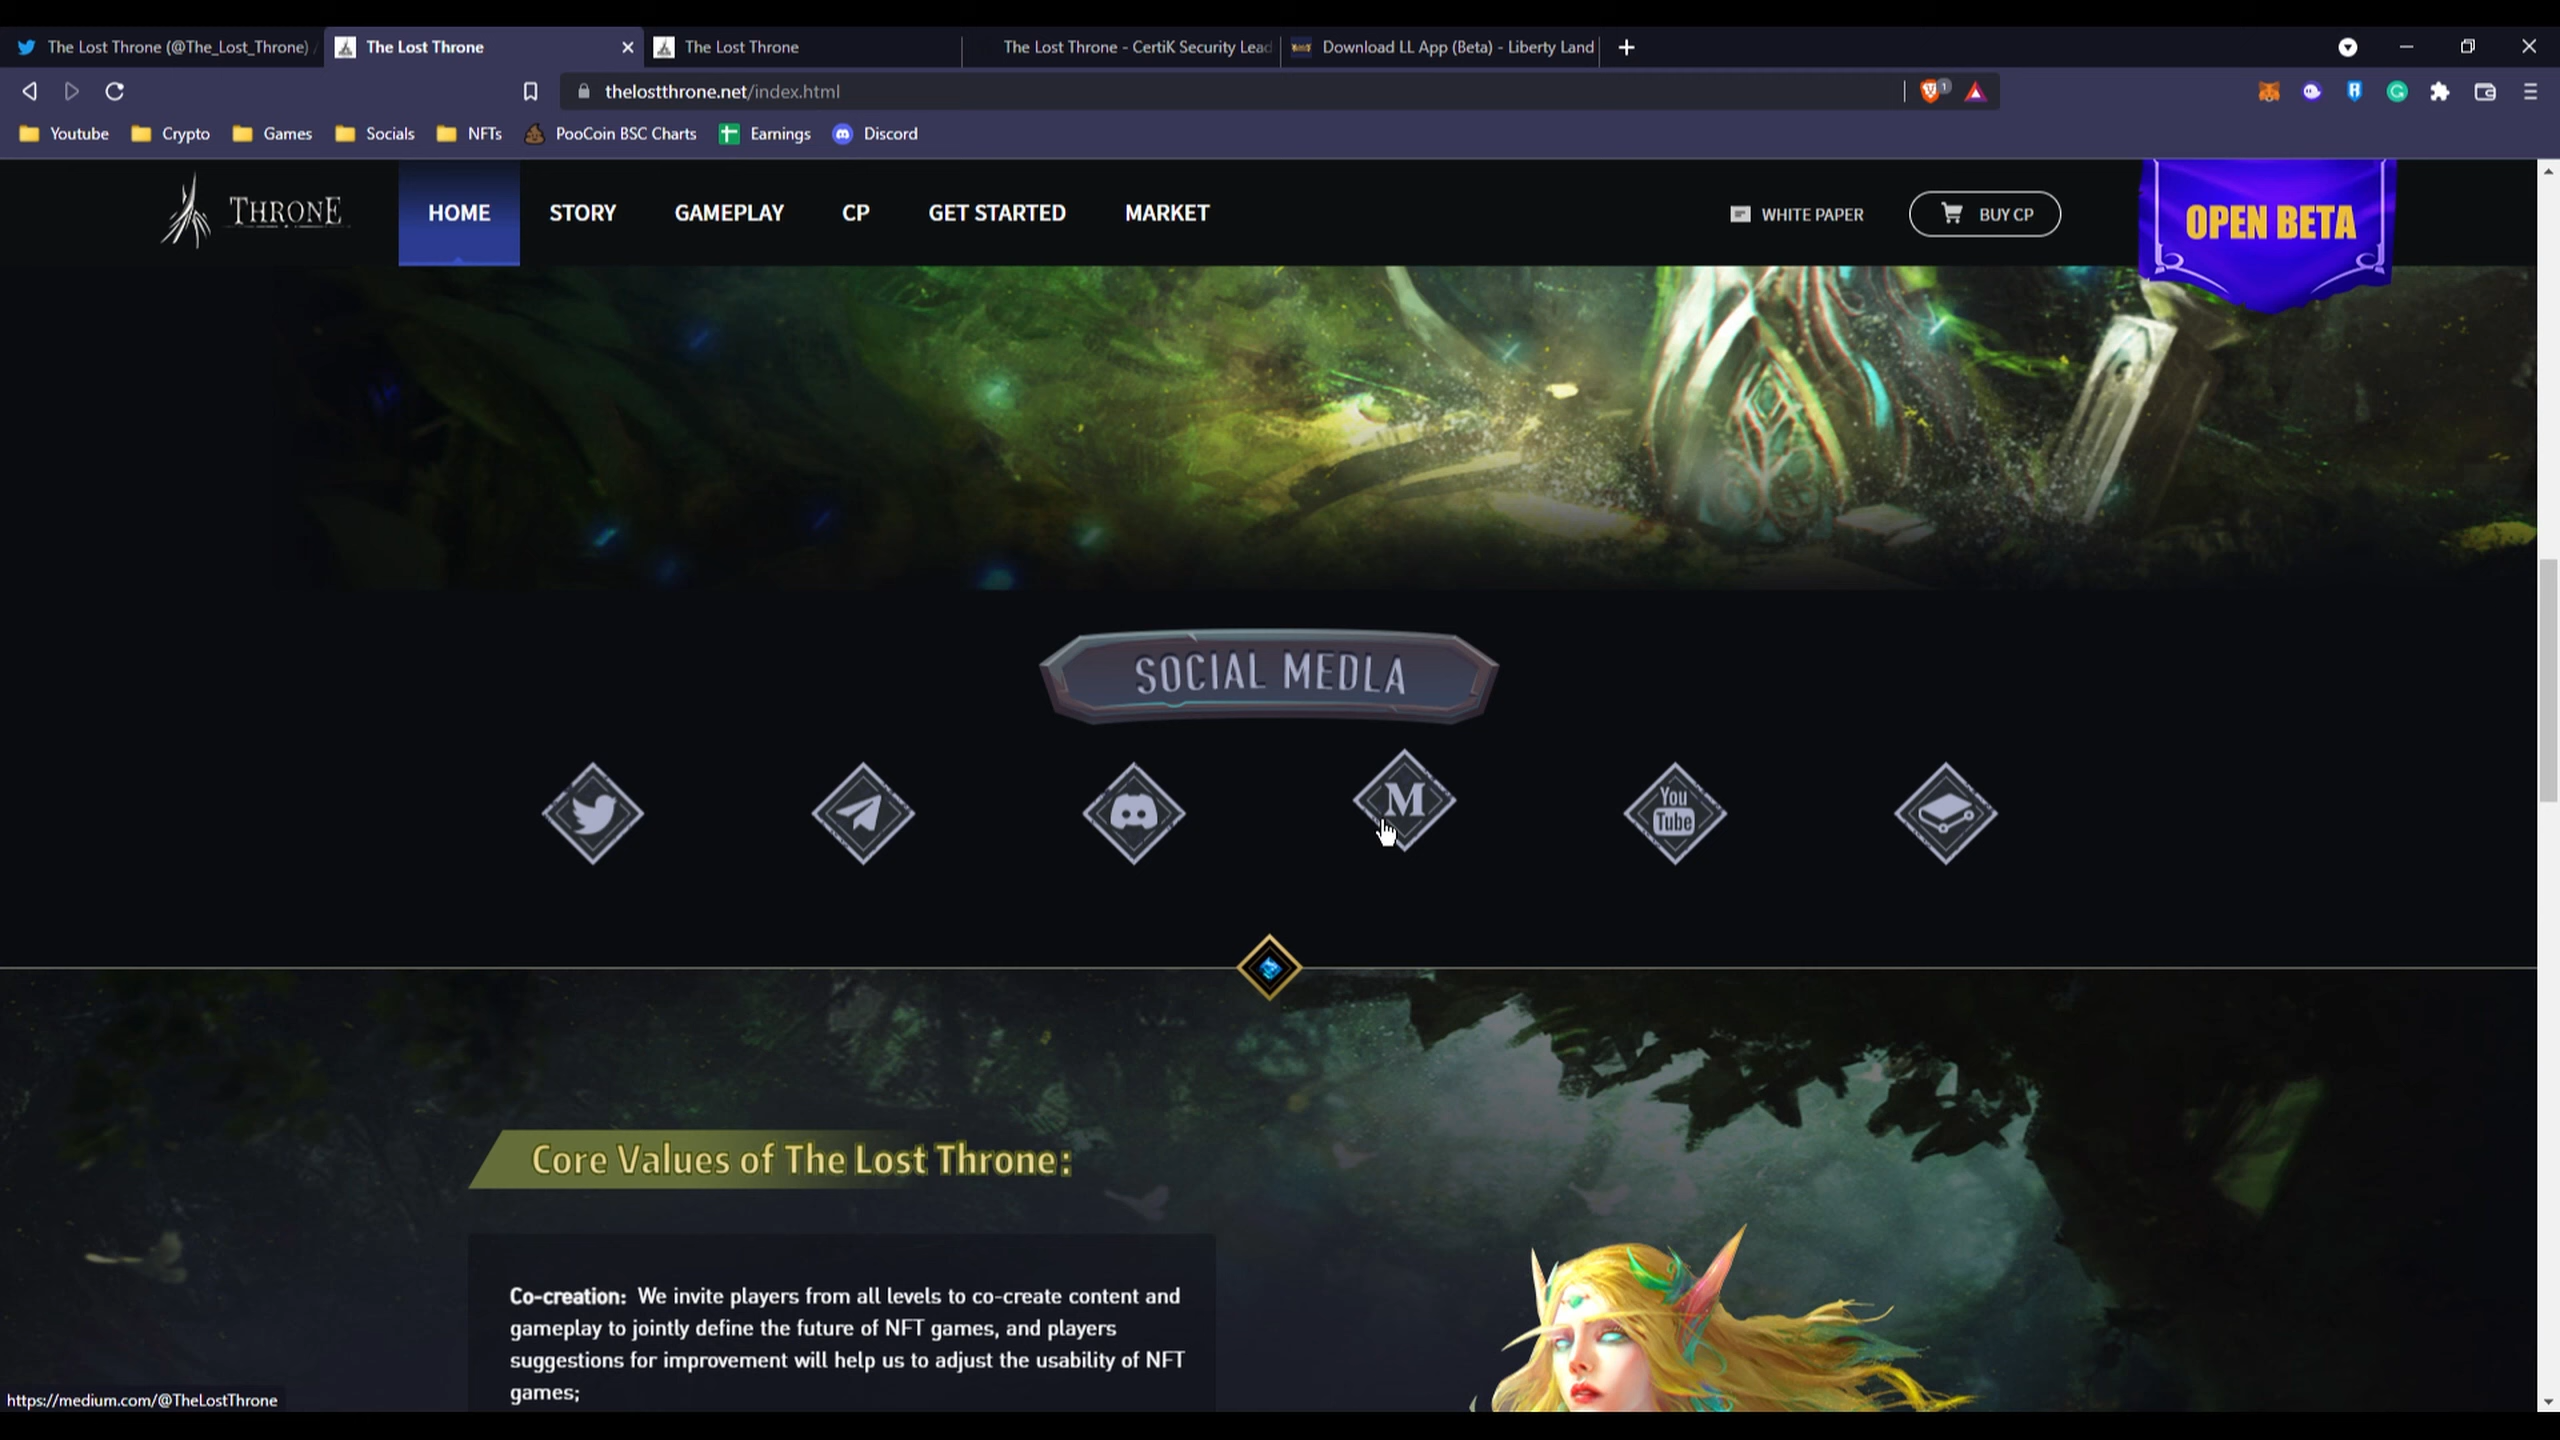 The Lost Throne (@The_Lost_Throne) /
The Lost Throne
The Lost Throne
The Lost Throne - CertiK Security Lead
Download LL App (Beta) - Liberty Land
thelostthrone.net/index.html
1
Youtube
Crypto
Games
Socials
NFTs
PooCoin BSC Charts
Earnings
Discord
THRONE
HOME
STORY
GAMEPLAY
CP
GET STARTED
MARKET
WHITE PAPER
BUY CP
OPEN BETA
SOCIAL MEDLA
M
You
Tube
Core Values of The Lost Throne:
Co-creation: We invite players from all levels to co-create content and
gameplay to jointly define the future of NFT games, and players
suggestions for improvement will help us to adjust the usability of NFT
games;
https://medium.com/@TheLostThrone